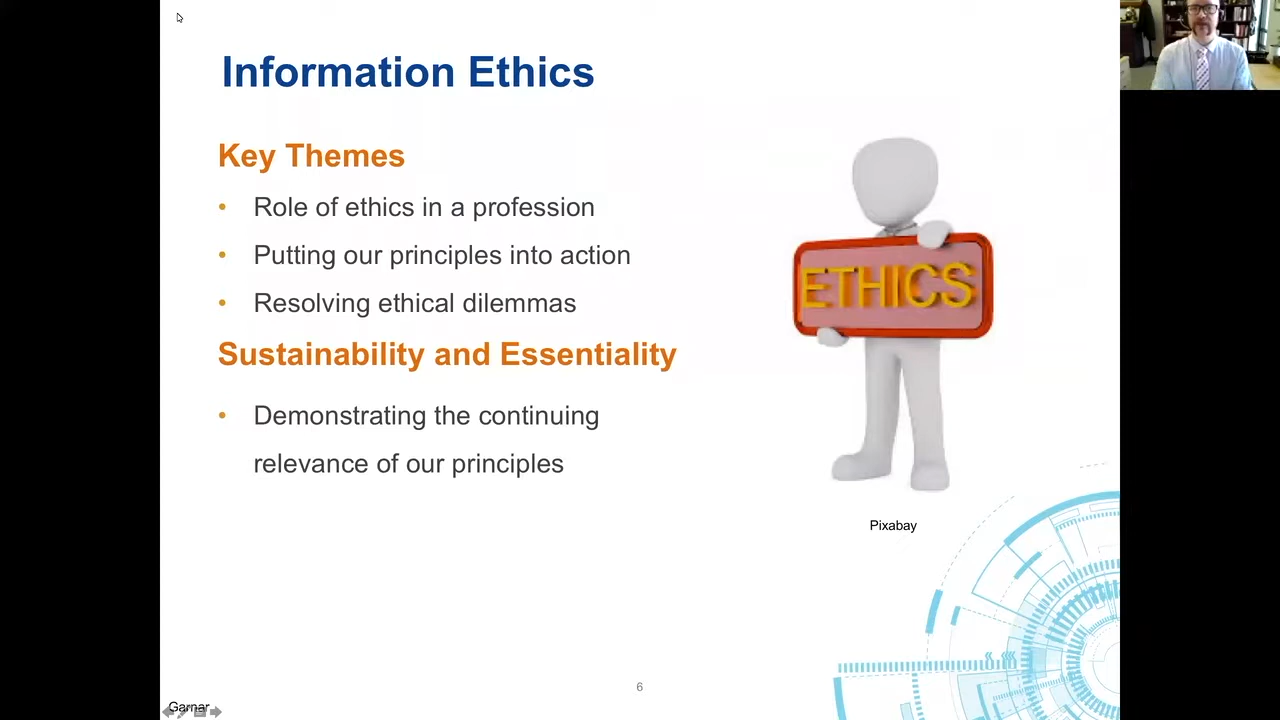 Information Ethics
Key Themes
• Role of ethics in a profession
• Putting our principles into action
• Resolving ethical dilemmas
Sustainability and Essentiality
• Demonstrating the continuing
relevance of our principles
ETHICS
Pixabay
6
Garnar